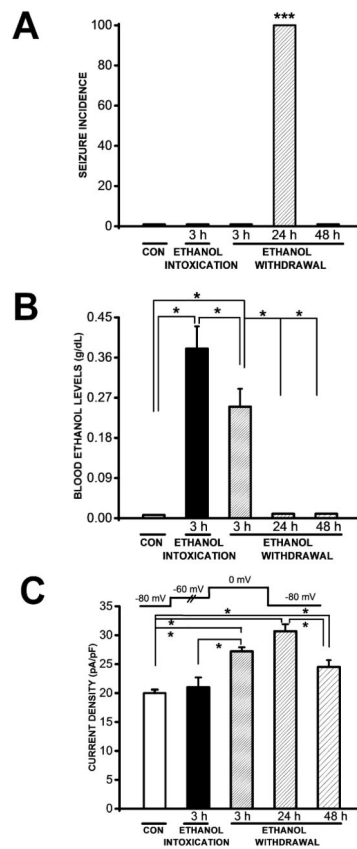 A
SEIZURE INCIDENCE
***
100
80
60
40
20
0
3 h 3 h 24 h 48 h
CON ETHANOL INTOXICATION ETHANOL WITHDRAWAL
B
BLOOD ETHANOL LEVELS (g/dL)
*
* * * *
0.45
0.36
0.27
0.18
0.09
0.00
3 h 3 h 24 h 48 h
CON ETHANOL INTOXICATION ETHANOL WITHDRAWAL
C
0 mV
-80 mV -60 mV -80 mV
CURRENT DENSITY (pA/pF)
35
30
25
20
15
10
5
0
* *
* *
* *
3 h 3 h 24 h 48 h
CON ETHANOL INTOXICATION ETHANOL WITHDRAWAL